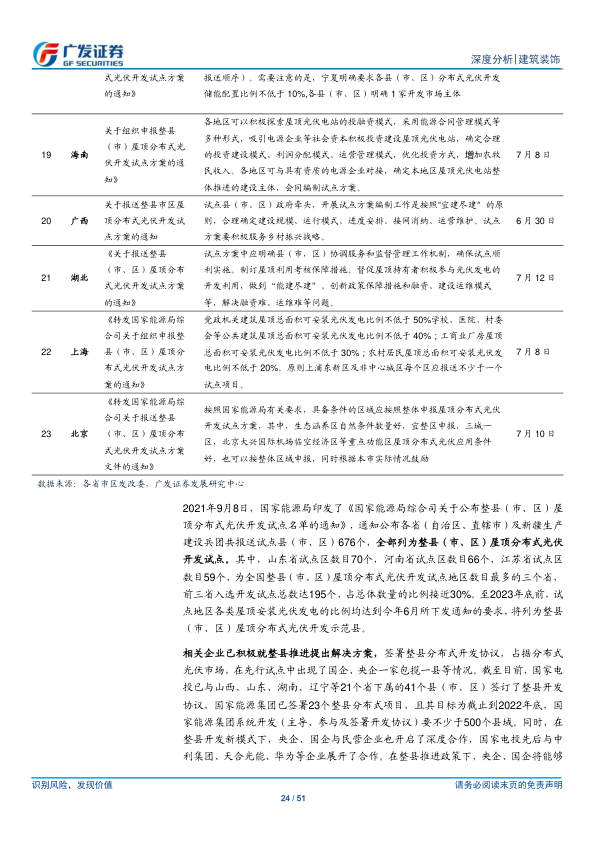 广发证券
GF SECURITIES
深度分析|建筑装饰
式光伏开发试点方案
的通知》
报送顺序）。需要注意的是，宁夏明确要求各县（市、区）分布式光伏开发
储能配置比例不低于 10%,各县（市、区）明确 1 家开发市场主体
19
海南
关于组织申报整县
（市）屋顶分布式光
伏开发试点方案的通
知》
各地区可以积极探索屋顶光伏电站的投融资模式，采用能源合同管理模式等
多种形式，吸引电源企业等社会资本积极投资建设屋顶光伏电站，确定合理
的投资建设模式、利润分配模式、运营管理模式，优化投资方式，增加农牧
民收入。各地区可与具有资质的电源企业对接，确定本地区屋顶光伏电站整
体推进的建设主体，会同编制试点方案。
7 月 8 日
20
广西
关于报送整县市区屋
顶分布式光伏开发试
点方案的通知
试点县（市、区）政府牵头，开展试点方案编制工作是按照“宜建尽建”的原
则，合理确定建设规模、运行模式、进度安排、接网消纳、运营维护。试点
方案要积极服务乡村振兴战略。
6 月 30 日
21
湖北
《关于报送整县
（市、区）屋顶分布
式光伏开发试点方案
的通知》
试点方案中应明确县（市，区）协调服务和监督管理工作机制，确保试点顺
利实施。制订屋顶利用考核保障措施。督促屋顶持有者积极参与光伏发电的
开发利用，做到“能建尽建”。创新政策保障措施和融资、建设运维模式
等，解决融资难、运维难等问题。
7 月 12 日
22
上海
《转发国家能源局综
合司关于组织申报整
县（市、区）屋顶分
布式光伏开发试点方
案的通知》
党政机关建筑屋顶总面积可安装光伏发电比例不低于 50%学校、医院、村委
会等公共建筑屋顶总面积可安装光伏发电比例不低于 40%；工商业厂房屋顶
总面积可安装光伏发电比例不低于 30%；农村居民屋顶总面积可安装光伏发
电比例不低于 20%。原则上浦东新区及非中心城区每个区应报送不少于一个
试点项目。
7 月 8 日
23
北京
《转发国家能源局综
合司关于报送整县
（市、区）屋顶分布
式光伏开发试点方案
文件的通知》
按照国家能源局有关要求，具备条件的区域应按照整体申报屋顶分布式光伏
开发试点方案，其中，生态涵养区自然条件数量好，宜整区申报，三城一
区，北京大兴国际机场临空经济区等重点功能区屋顶分布式光伏应用条件
好，也可以按整体区域申报，同时根据本市实际情况鼓励
7 月 10 日
数据来源：各省市区发改委，广发证券发展研究中心
2021年9月8日，国家能源局印发了《国家能源局综合司关于公布整县（市、区）屋
顶分布式光伏开发试点名单的通知》，通知公布各省（自治区、直辖市）及新疆生产
建设兵团共报送试点县（市、区）676个，全部列为整县（市、区）屋顶分布式光伏
开发试点。其中，山东省试点区数目70个，河南省试点区数目66个，江苏省试点区
数目59个，为全国整县（市、区）屋顶分布式光伏开发试点地区数目最多的三个省，
前三省入选开发试点总数达195个，占总体数量的比例接近30%。至2023年底前，试
点地区各类屋顶安装光伏发电的比例均达到今年6月所下发通知的要求，将列为整县
（市、区）屋顶分布式光伏开发示范县。
相关企业已积极就整县推进提出解决方案，签署整县分布式开发协议，占据分布式
光伏市场，在先行试点中出现了国企、央企一家包揽一县等情况。截至目前，国家电
投已与山西、山东、湖南、辽宁等21个省下属的41个县（市、区）签订了整县开发
协议，国家能源集团已签署23个整县分布式项目，且其目标为截止到2022年底，国
家能源集团系统开发（主导、参与及签署开发协议）要不少于500个县域。同时，在
整县开发新模式下，央企、国企与民营企业也开启了深度合作，国家电投先后与中
利集团、天合光能、华为等企业展开了合作。在整县推进政策下，央企、国企将能够
识别风险，发现价值
请务必阅读末页的免责声明
24 / 51